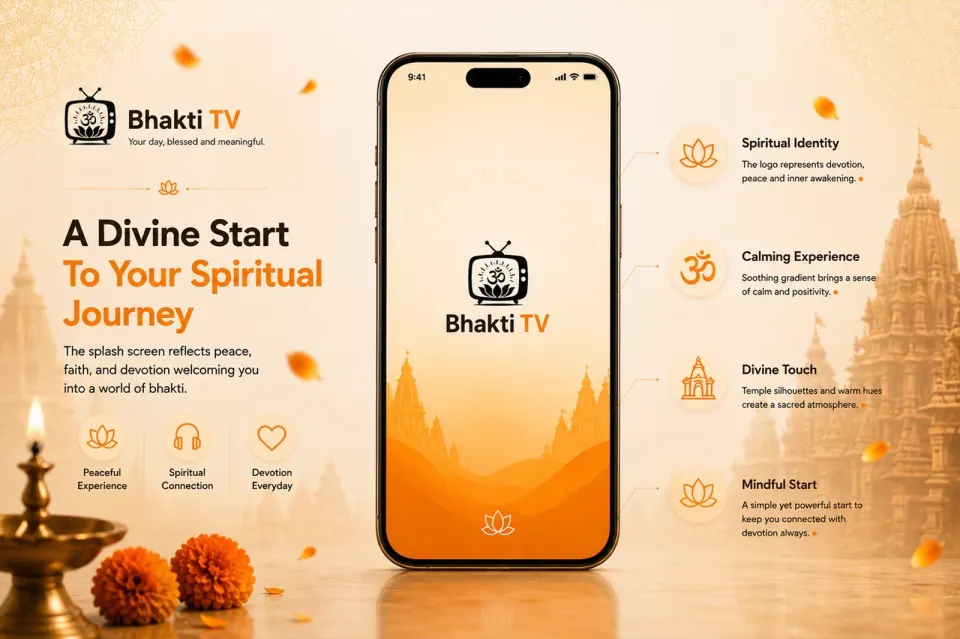 ॐ
Bhakti TV
Your day, blessed and meaningful.
A Divine Start
To Your Spiritual
Journey
The splash screen reflects peace,
faith, and devotion welcoming you
into a world of bhakti.
Peaceful
Experience
Spiritual
Connection
Devotion
Everyday
9:41
ॐ
Bhakti TV
Spiritual Identity
The logo represents devotion,
peace and inner awakening.
ॐ
Calming Experience
Soothing gradient brings a sense
of calm and positivity.
Divine Touch
Temple silhouettes and warm hues
create a sacred atmosphere.
Mindful Start
A simple yet powerful start to
keep you connected with
devotion always.